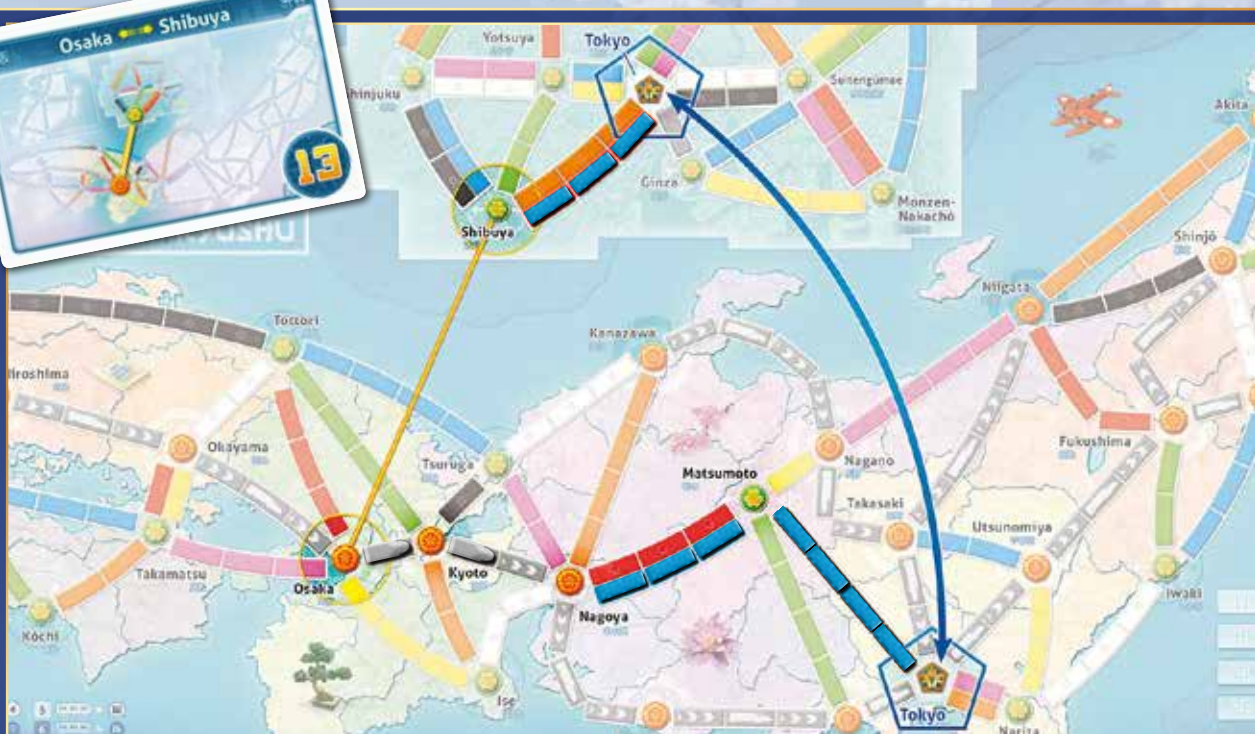 Osaka Shibuya
13
Yotsuya
Tokyo
Shinjuku
Ginza
Monzen-
Nakachō
Shibuya
Akita
Shinjō
Niigata
Kanazawa
Tottori
Hiroshima
Okayama
Tsuruga
Matsumoto
Nagano
Fukushima
Takasaki
Utsunomiya
Takamatsu
Osaka
Kyoto
Nagoya
Iwaki
Kōchi
Ise
Tokyo
Narita